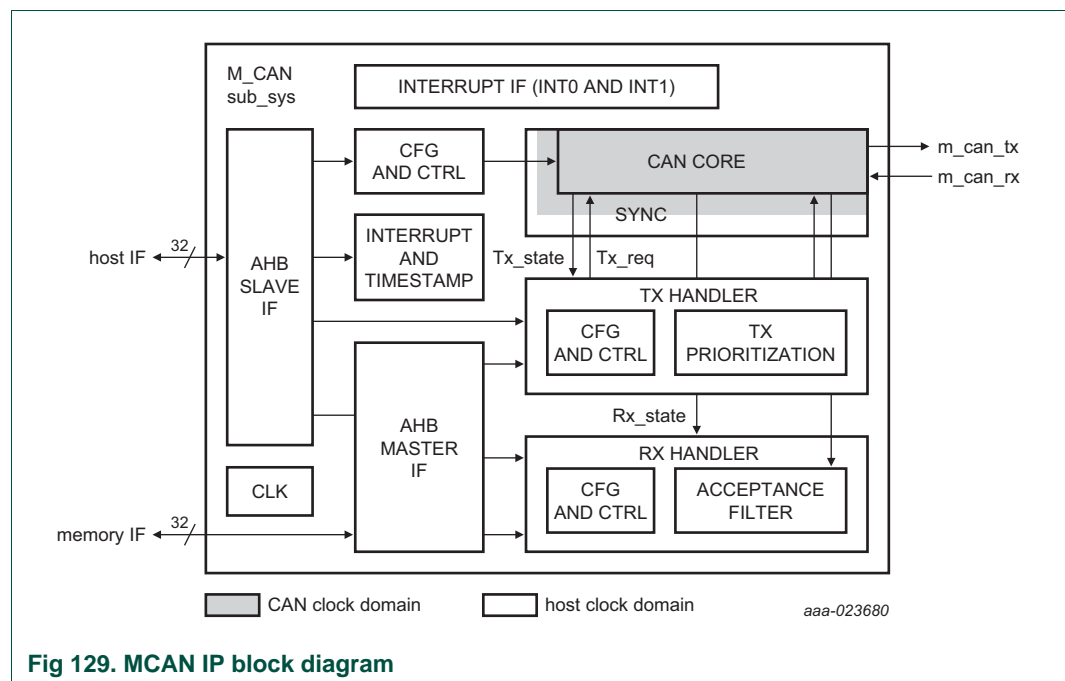 M_CAN
sub_sys
INTERRUPT IF (INT0 AND INT1)
CFG
AND CTRL
CAN CORE
SYNC
m_can_tx
m_can_rx
host IF
32
AHB
SLAVE
IF
INTERRUPT
AND
TIMESTAMP
Tx_state
Tx_req
TX HANDLER
CFG
AND CTRL
TX
PRIORITIZATION
AHB
MASTER
IF
Rx_state
RX HANDLER
CFG
AND CTRL
ACCEPTANCE
FILTER
CLK
memory IF
32
CAN clock domain
host clock domain
aaa-023680
Fig 129. MCAN IP block diagram